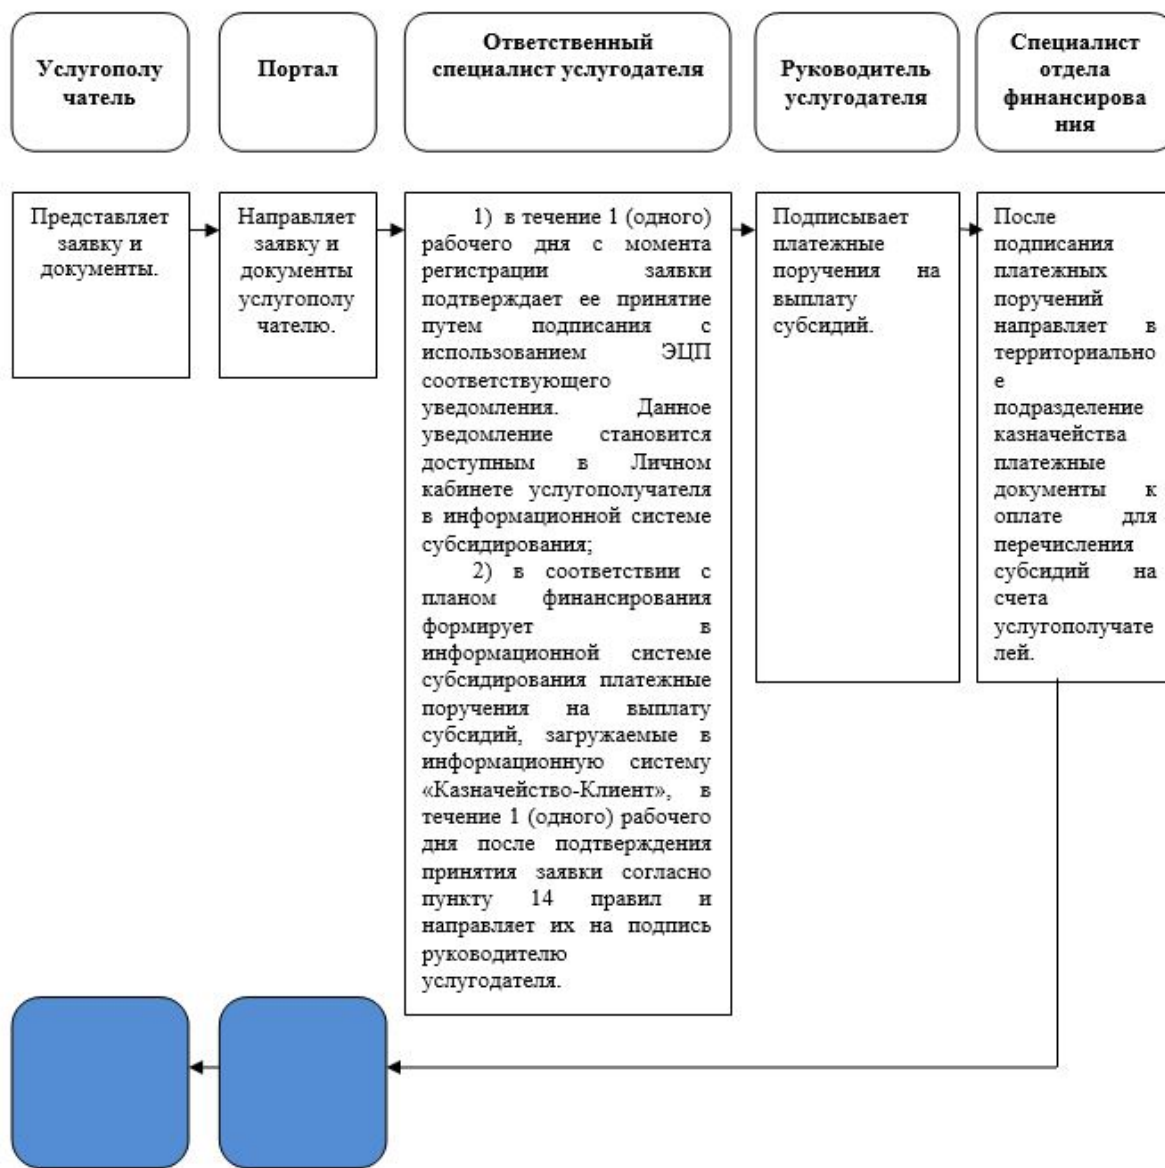 Услугополу
чатель
Портал
Ответственный
специалист услугодателя
Руководитель
услугодателя
Специалист
отдела
финансирова
ния
Представляет
заявку и
документы.
Направляет
заявку и
документы
услугополу
чателю.
1) в течение 1 (одного)
рабочего дня с момента
регистрации заявки
подтверждает ее принятие
путем подписания с
использованием ЭЦП
соответствующего
уведомления. Данное
уведомление становится
доступным в Личном
кабинете услугополучателя
в информационной системе
субсидирования;
2) в соответствии с
планом финансирования
формирует в
информационной системе
субсидирования платежные
поручения на выплату
субсидий, загружаемые в
информационную систему
«Казначейство-Клиент», в
течение 1 (одного) рабочего
дня после подтверждения
принятия заявки согласно
пункту 14 правил и
направляет их на подпись
руководителю
услугодателя.
Подписывает
платежные
поручения на
выплату
субсидий.
После
подписания
платежных
поручений
направляет в
территориально
е
подразделение
казначейства
платежные
документы к
оплате для
перечисления
субсидий на
счета
услугополучате
лей.